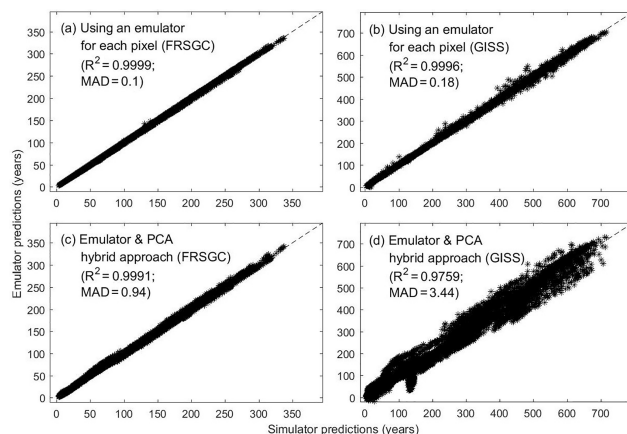 (a) Using an emulator
for each pixel (FRSGC)
(R² = 0.9999;
MAD = 0.1)
350
300
250
200
150
100
50
0
0 50 100 150 200 250 300 350
(b) Using an emulator
for each pixel (GISS)
(R² = 0.9996;
MAD = 0.18)
700
600
500
400
300
200
100
0
0 100 200 300 400 500 600 700
(c) Emulator & PCA
hybrid approach (FRSGC)
(R² = 0.9991;
MAD = 0.94)
350
300
250
200
150
100
50
0
0 50 100 150 200 250 300 350
(d) Emulator & PCA
hybrid approach (GISS)
(R² = 0.9759;
MAD = 3.44)
700
600
500
400
300
200
100
0
0 100 200 300 400 500 600 700
Emulator predictions (years)
Simulator predictions (years)